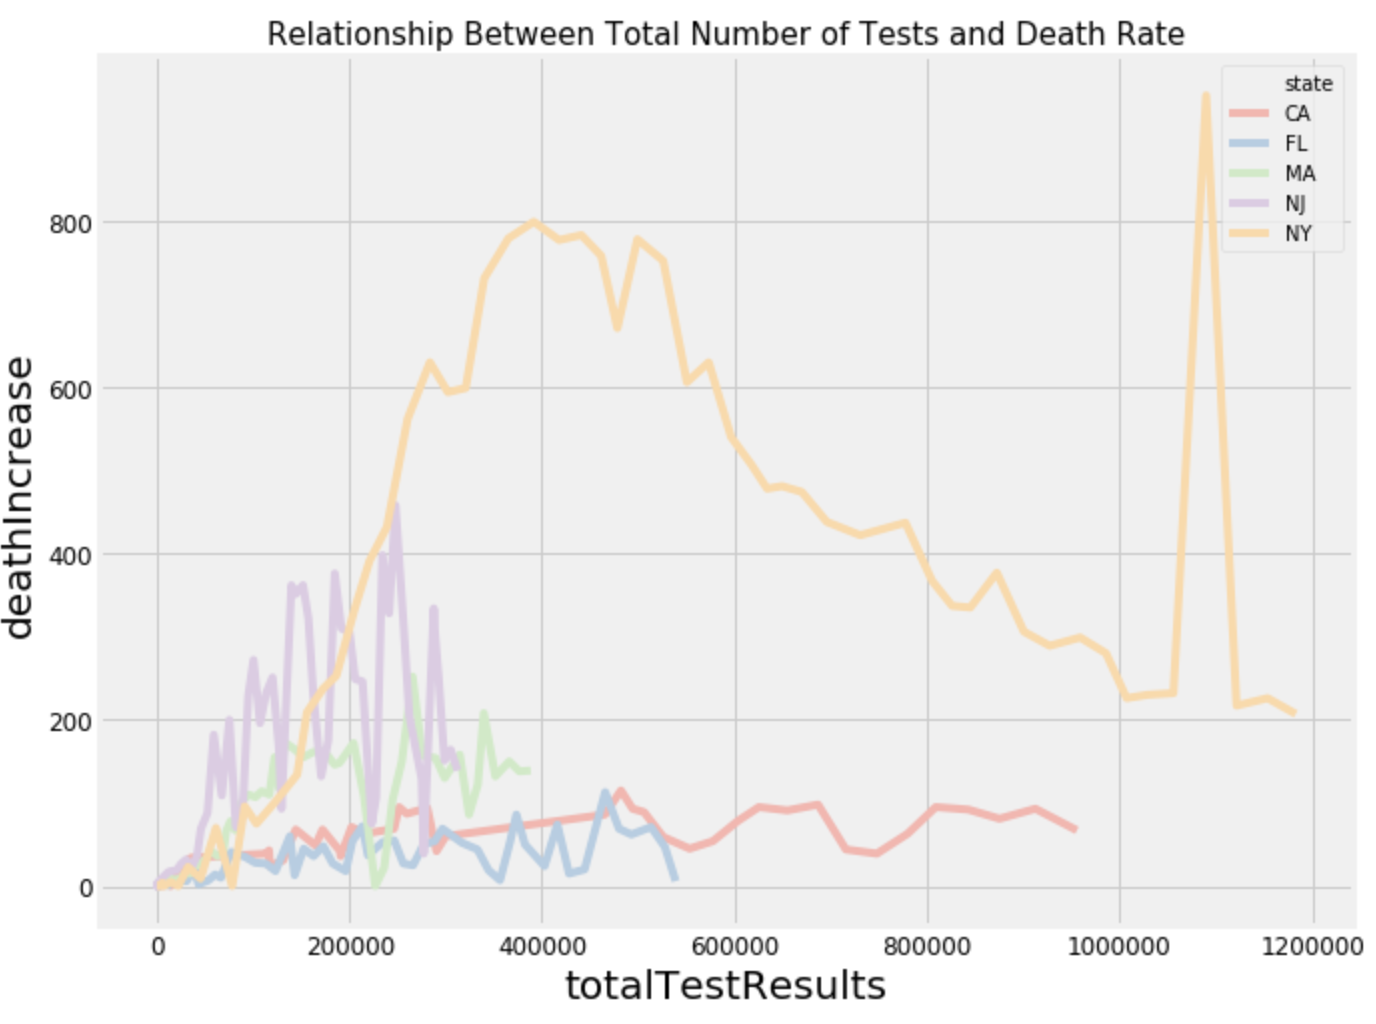 Relationship Between Total Number of Tests and Death Rate
state
CA
FL
MA
NJ
NY
deathIncrease
800
600
400
200
0
0 200000 400000 600000 800000 1000000 1200000
totalTestResults